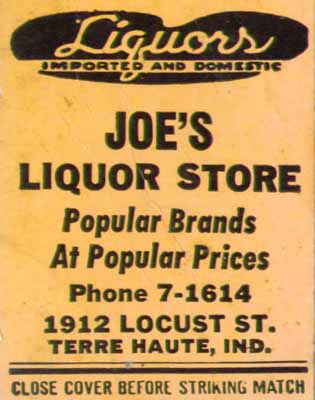 Liquors
IMPORTED AND DOMESTIC
JOE'S
LIQUOR STORE
Popular Brands
At Popular Prices
Phone 7-1614
1912 LOCUST ST.
TERRE HAUTE, IND.
CLOSE COVER BEFORE STRIKING MATCH